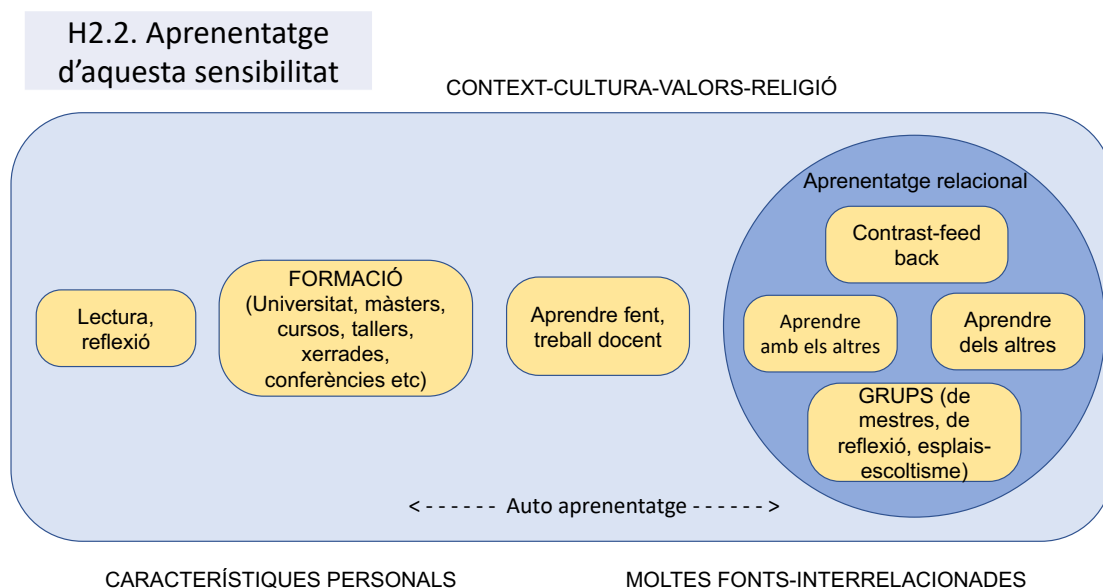 H2.2. Aprenentatge
d'aquesta sensibilitat
CONTEXT-CULTURA-VALORS-RELIGIÓ
Lectura,
reflexió
FORMACIÓ
(Universitat, màsters,
cursos, tallers,
xerrades,
conferències etc)
Aprendre fent,
treball docent
Aprenentatge relacional
Contrast-feed
back
Aprendre
amb els altres
Aprendre
dels altres
GRUPS (de
mestres, de
reflexió, esplais-
escoltisme)
< - - - - - - Auto aprenentatge - - - - - - >
CARACTERÍSTIQUES PERSONALS
MOLTES FONTS-INTERRELACIONADES